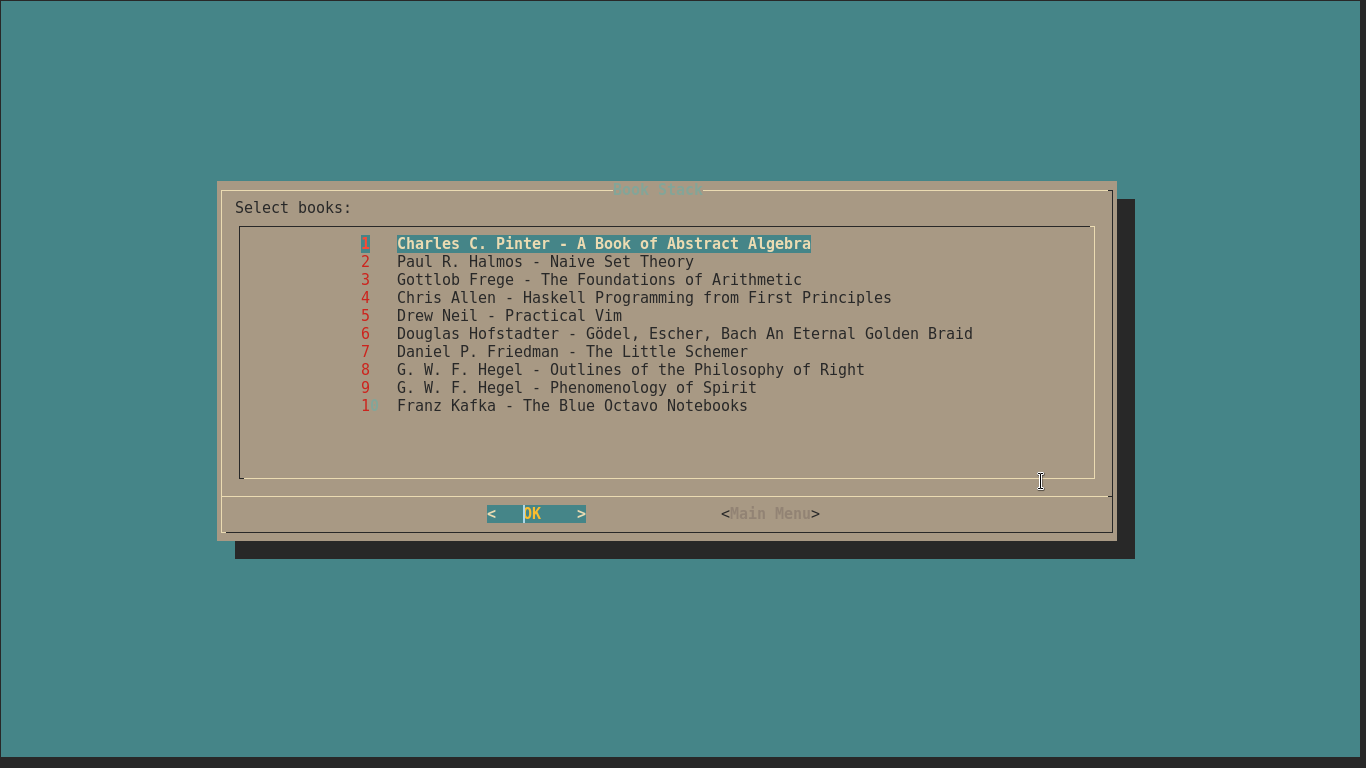 Select books:
1 Charles C. Pinter - A Book of Abstract Algebra
2 Paul R. Halmos - Naive Set Theory
3 Gottlob Frege - The Foundations of Arithmetic
4 Chris Allen - Haskell Programming from First Principles
5 Drew Neil - Practical Vim
6 Douglas Hofstadter - Gödel, Escher, Bach An Eternal Golden Braid
7 Daniel P. Friedman - The Little Schemer
8 G. W. F. Hegel - Outlines of the Philosophy of Right
9 G. W. F. Hegel - Phenomenology of Spirit
1 Franz Kafka - The Blue Octavo Notebooks
< OK > <Main Menu>